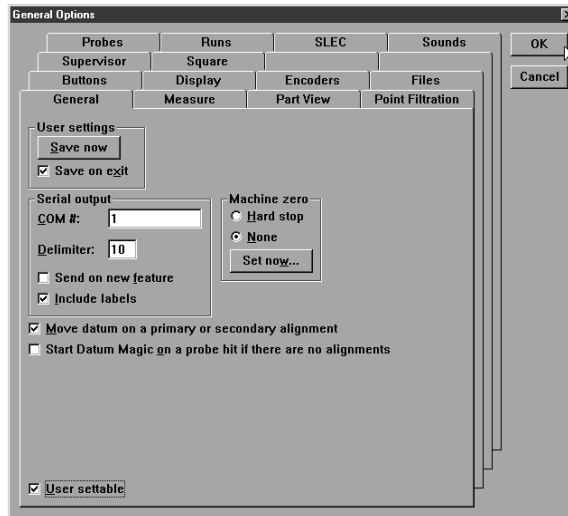 General Options
Probes Runs SLEC Sounds
Supervisor Square
Buttons Display Encoders Files
General Measure Part View Point Filtration
OK
Cancel
User settings
Save now
Save on exit
Serial output
COM #: 1
Delimiter: 10
Send on new feature
Include labels
Machine zero
Hard stop
None
Set now...
Move datum on a primary or secondary alignment
Start Datum Magic on a probe hit if there are no alignments
User settable